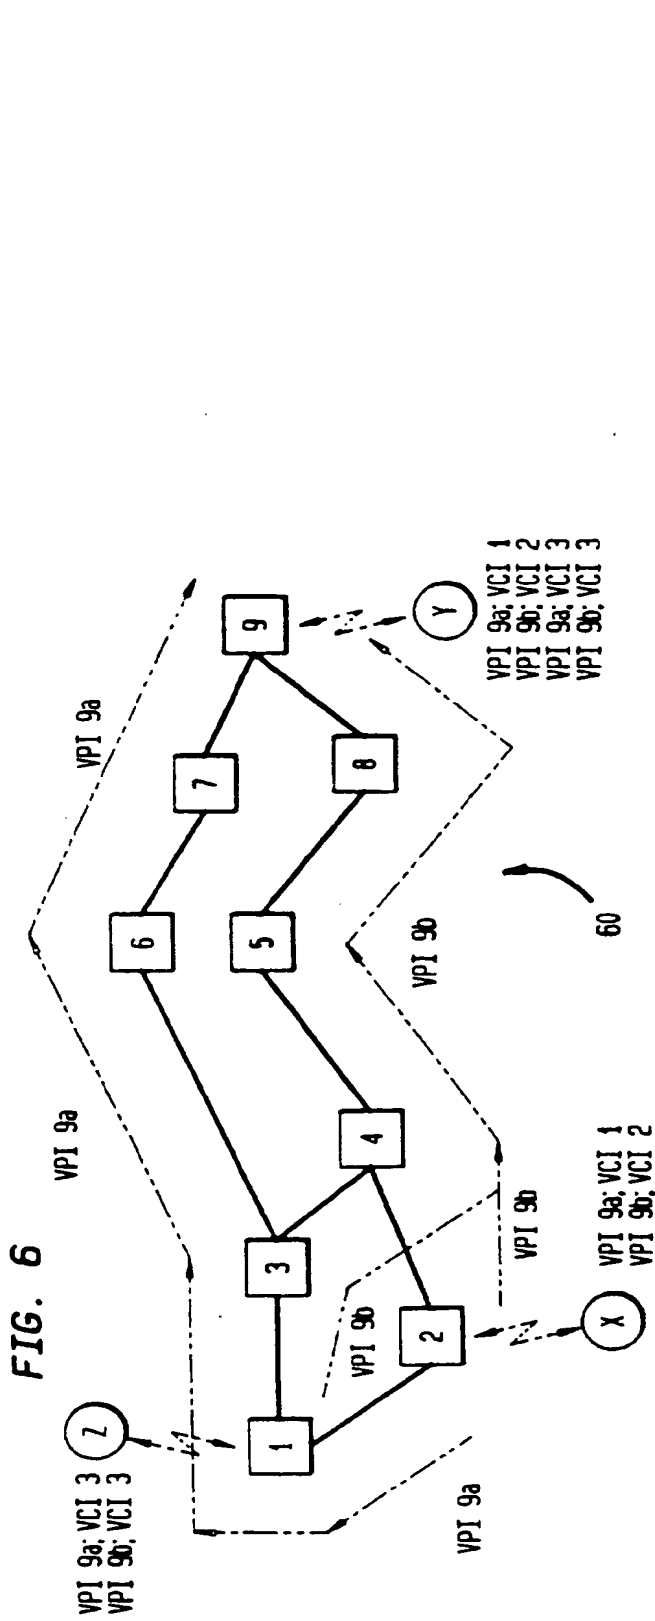 FIG. 6
VPI 9a; VCI 3
VPI 9b; VCI 3
Z
VPI 9a
VPI 9a
6
7
9
1
3
5
8
4
2
VPI 9b
VPI 9b
VPI 9b
VPI 9a
Y
VPI 9a; VCI 1
VPI 9b; VCI 2
VPI 9a; VCI 3
VPI 9b; VCI 3
60
X
VPI 9a; VCI 1
VPI 9b; VCI 2